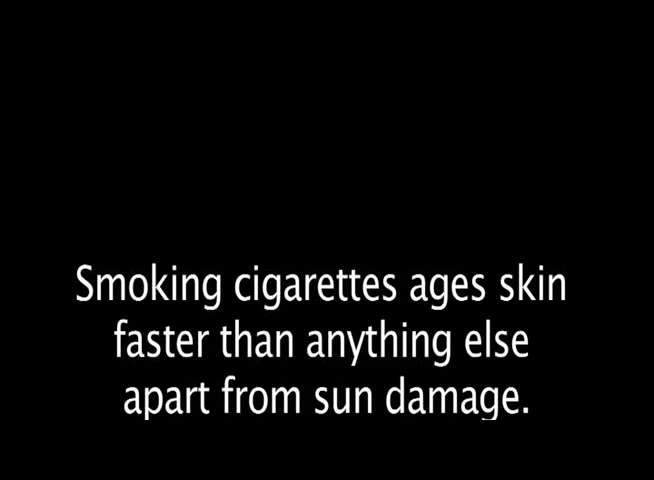 Smoking cigarettes ages skin
faster than anything else
apart from sun damage.